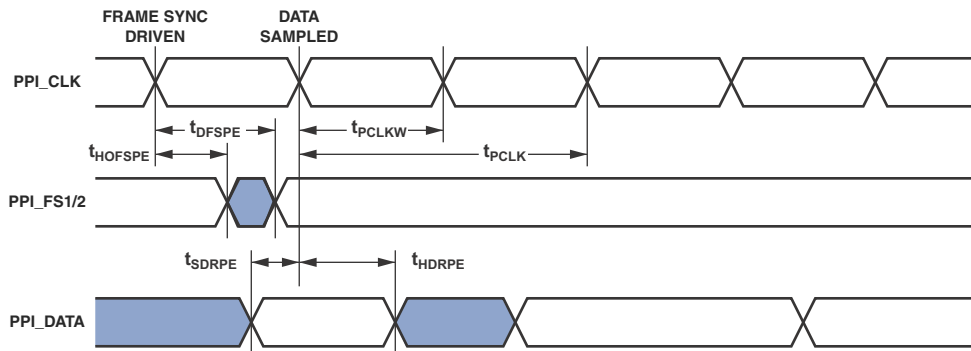 FRAME SYNC
DRIVEN
DATA
SAMPLED
PPI_CLK
tDFSPE
tPCLKW
tHOFSPE
tPCLK
PPI_FS1/2
tSDRPE
tHDRPE
PPI_DATA